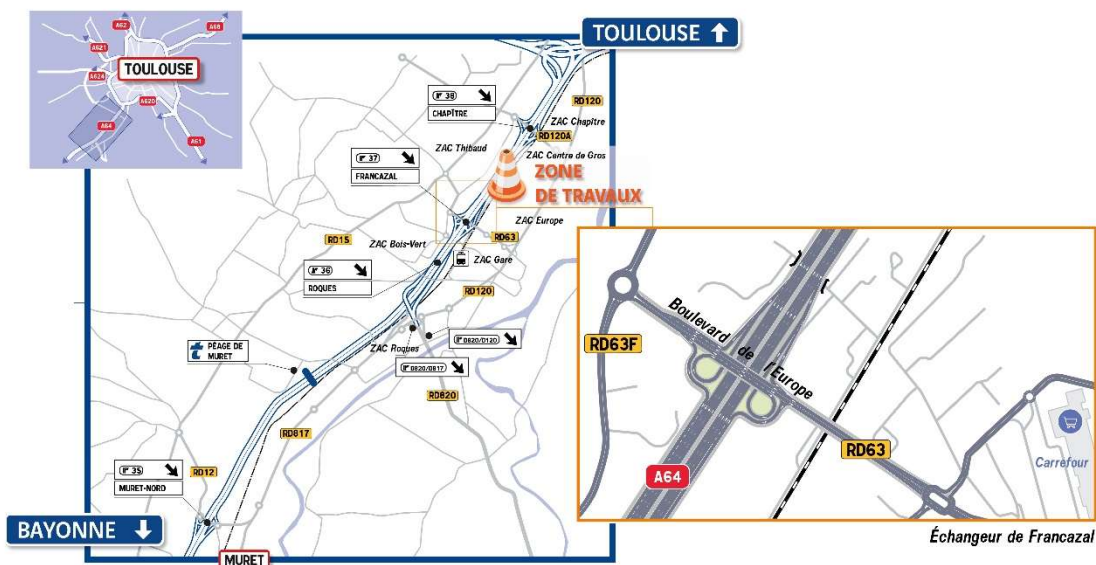 A62
A68
A621
A624
TOULOUSE
A620
A64
A61
TOULOUSE
38
CHAPÎTRE
RD120
ZAC Chapître
RD120A
ZAC Thibaud
ZAC Centre de Gros
37
FRANCAZAL
ZONE
DE TRAVAUX
ZAC Europe
RD63
RD15
ZAC Bois-Vert
ZAC Gare
36
ROQUES
RD120
D820/D120
ZAC Roques
D820/D817
PÉAGE DE
MURET
RD820
RD817
35
MURET-NORD
RD12
BAYONNE
MURET
Boulevard de l'Europe
RD63F
RD63
A64
Carrefour
Échangeur de Francazal